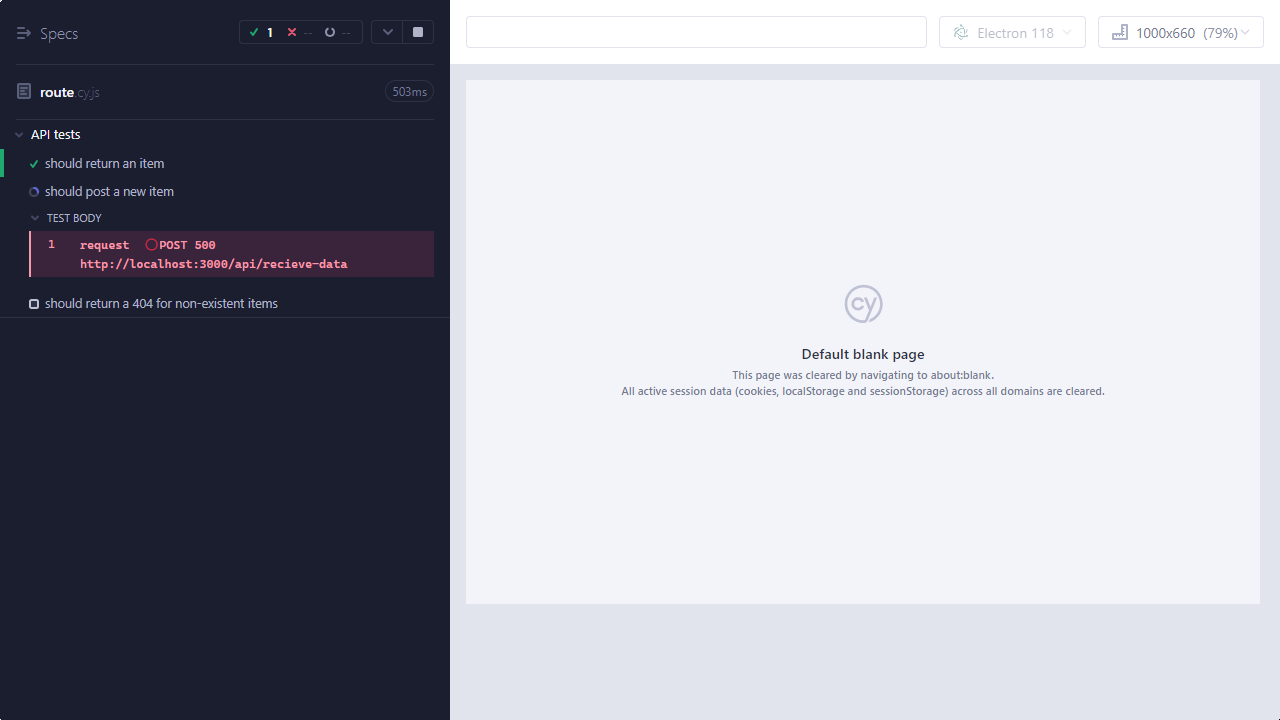 Specs
1 -- --
route.cy.js
503ms
API tests
should return an item
should post a new item
TEST BODY
1 request POST 500
http://localhost:3000/api/recieve-data
should return a 404 for non-existent items
Electron 118
1000x660 (79%)
cy
Default blank page
This page was cleared by navigating to about:blank.
All active session data (cookies, localStorage and sessionStorage) across all domains are cleared.